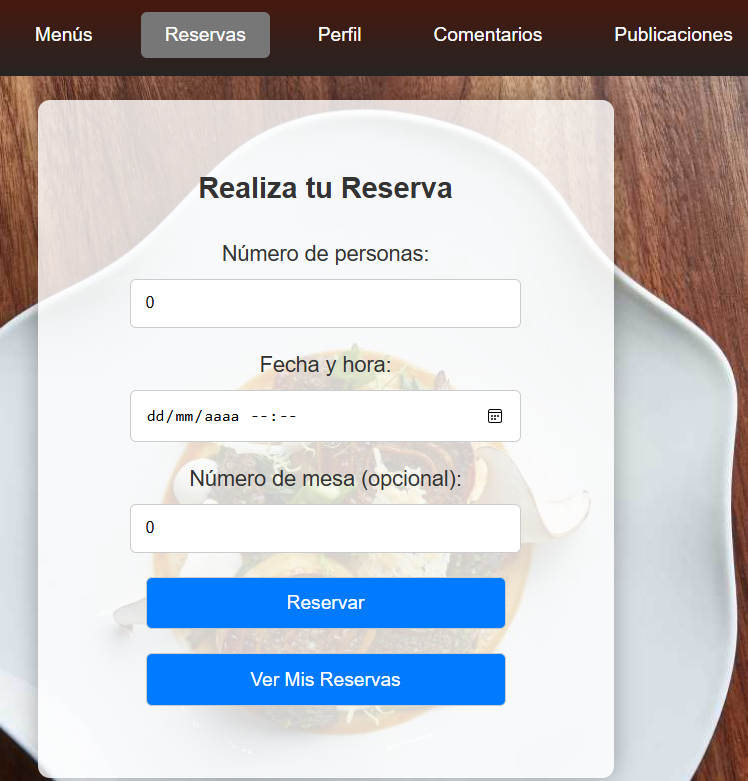 Menús Reservas Perfil Comentarios Publicaciones
Realiza tu Reserva
Número de personas:
0
Fecha y hora:
dd/mm/aaaa --:--
Número de mesa (opcional):
0
Reservar
Ver Mis Reservas